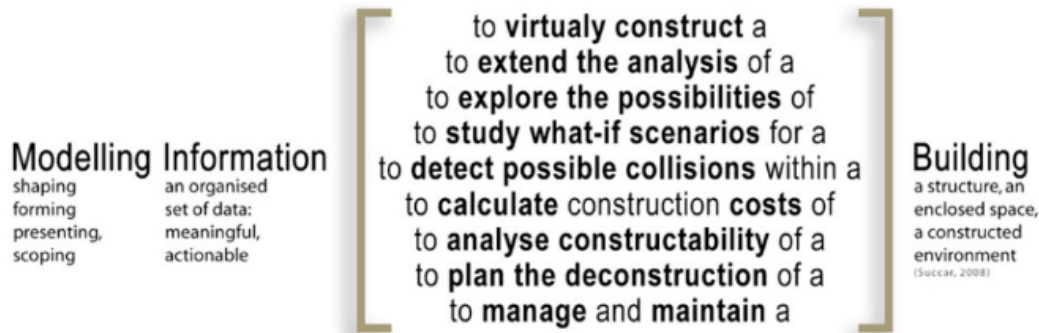 Modelling
shaping
forming
presenting,
scoping
Information
an organised
set of data:
meaningful,
actionable
to virtualy construct a
to extend the analysis of a
to explore the possibilities of
to study what-if scenarios for a
to detect possible collisions within a
to calculate construction costs of
to analyse constructability of a
to plan the deconstruction of a
to manage and maintain a
Building
a structure, an
enclosed space,
a constructed
environment
(Succar, 2008)